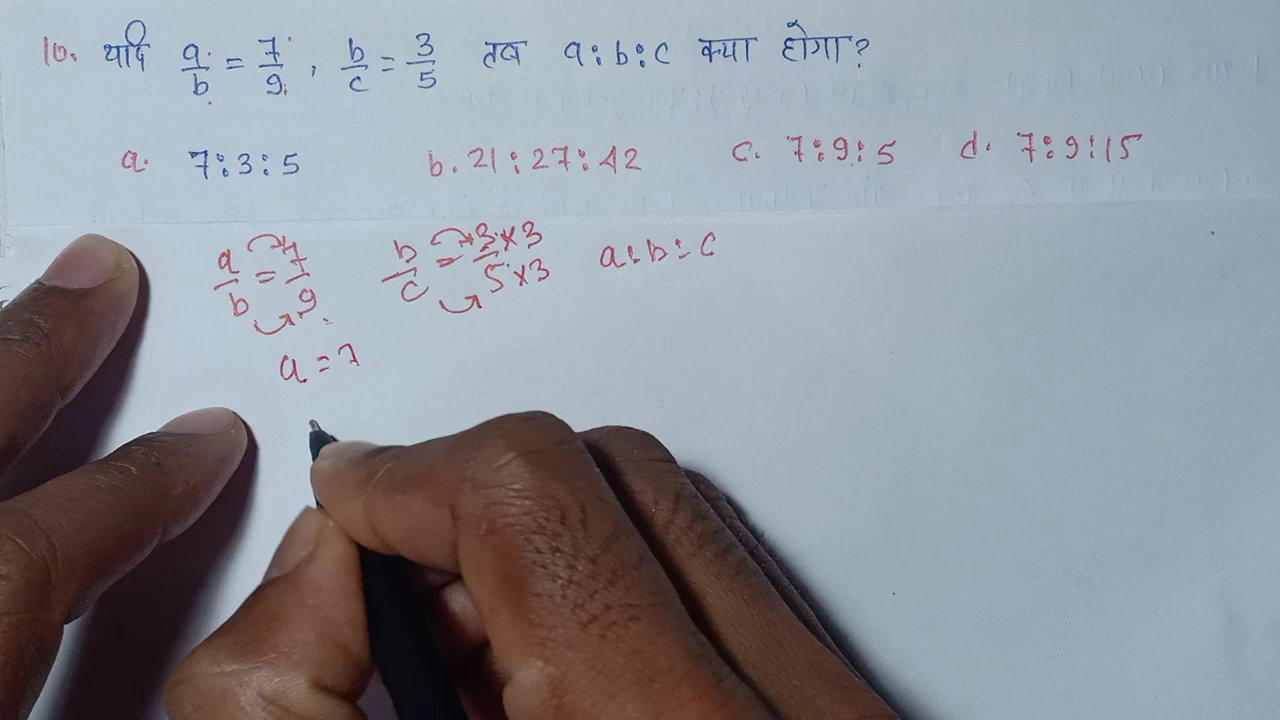 10. यदि a/b = 7/9, b/c = 3/5 तब a:b:c क्या होगा?
a. 7:3:5 b. 21:27:42 c. 7:9:5 d. 7:9:15
a/b = 7/9 b/c = 3×3/5×3 a:b:c
a = 7